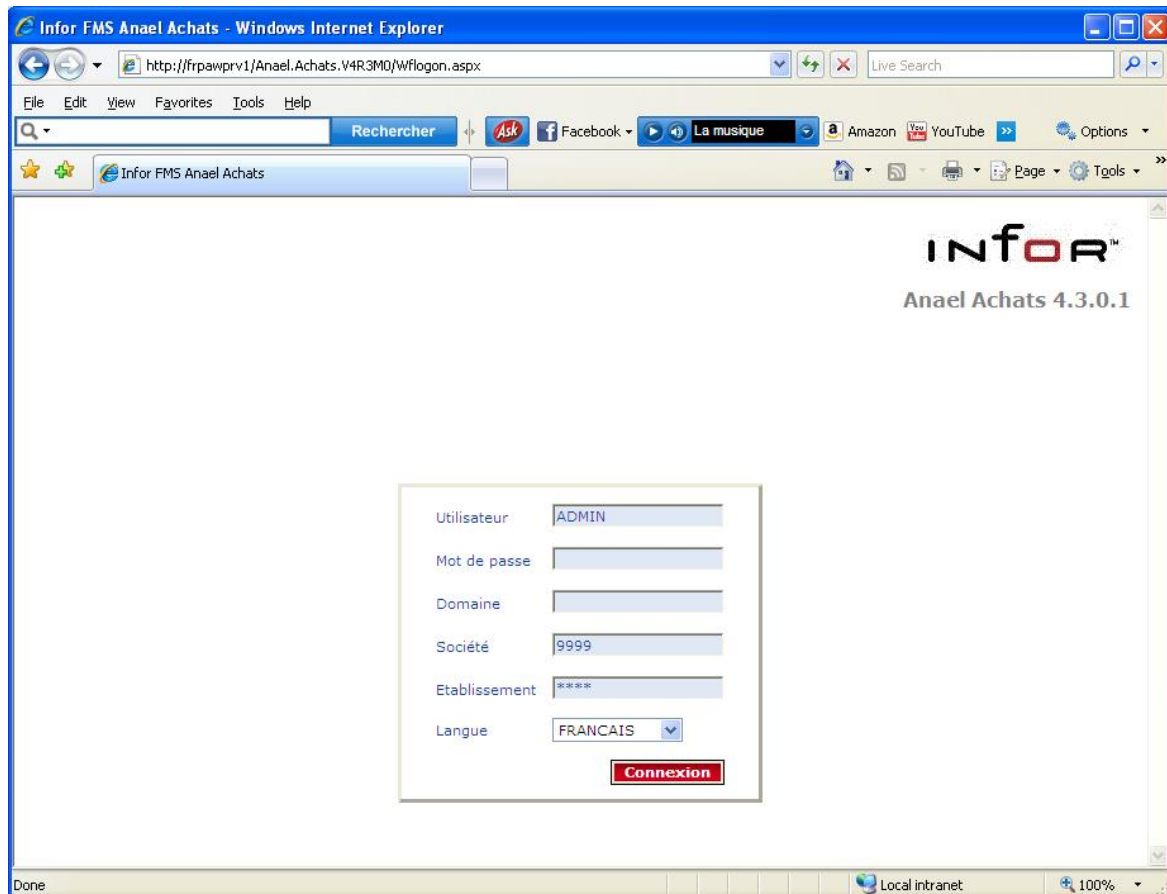 Infor FMS Anael Achats - Windows Internet Explorer
http://frpawprv1/Anael.Achats.V4R3M0/Wflogon.aspx
Live Search
File Edit View Favorites Tools Help
Rechercher Ask Facebook La musique Amazon YouTube Options
Infor FMS Anael Achats
Page Tools
INfOR™
Anael Achats 4.3.0.1
Utilisateur ADMIN
Mot de passe
Domaine
Société 9999
Etablissement ****
Langue FRANCAIS
Connexion
Done Local intranet 100%